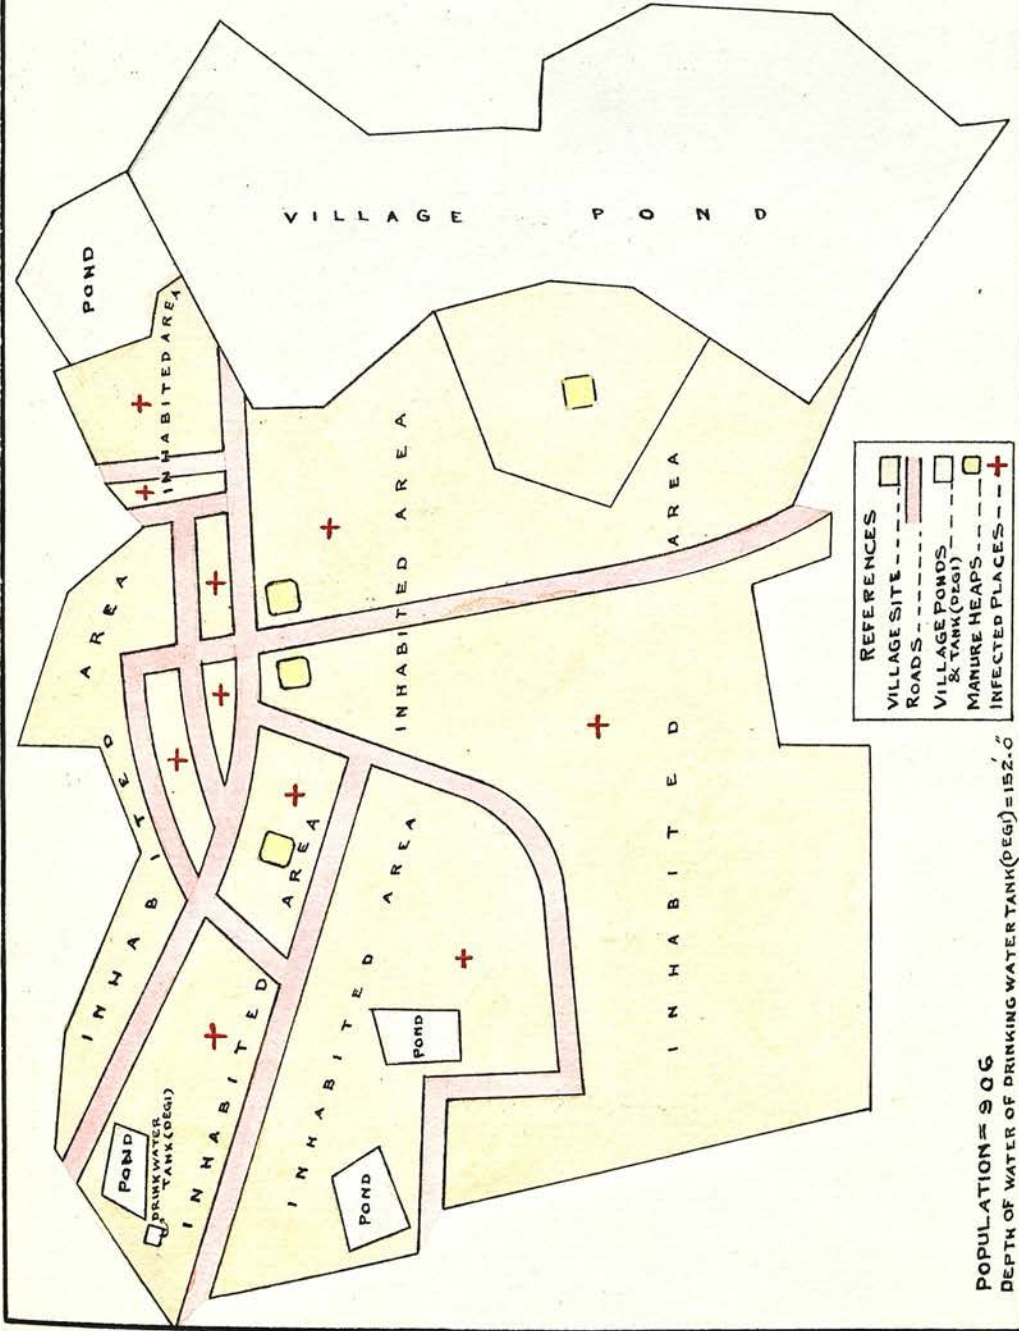 VILLAGE POND
POND
INHABITED AREA
INHABITED AREA
INHABITED AREA
INHABITED AREA
AREA
INHABITED AREA
INHABITED
INHABITED AREA
POND
DRINKWATER
TANK (DEGI)
POND
POND
REFERENCES
VILLAGE SITE
ROADS
VILLAGE PONDS
& TANK (DEGI)
MANURE HEAPS
INFECTED PLACES
POPULATION = 906
DEPTH OF WATER OF DRINKING WATER TANK (DEGI) = 152'.0"